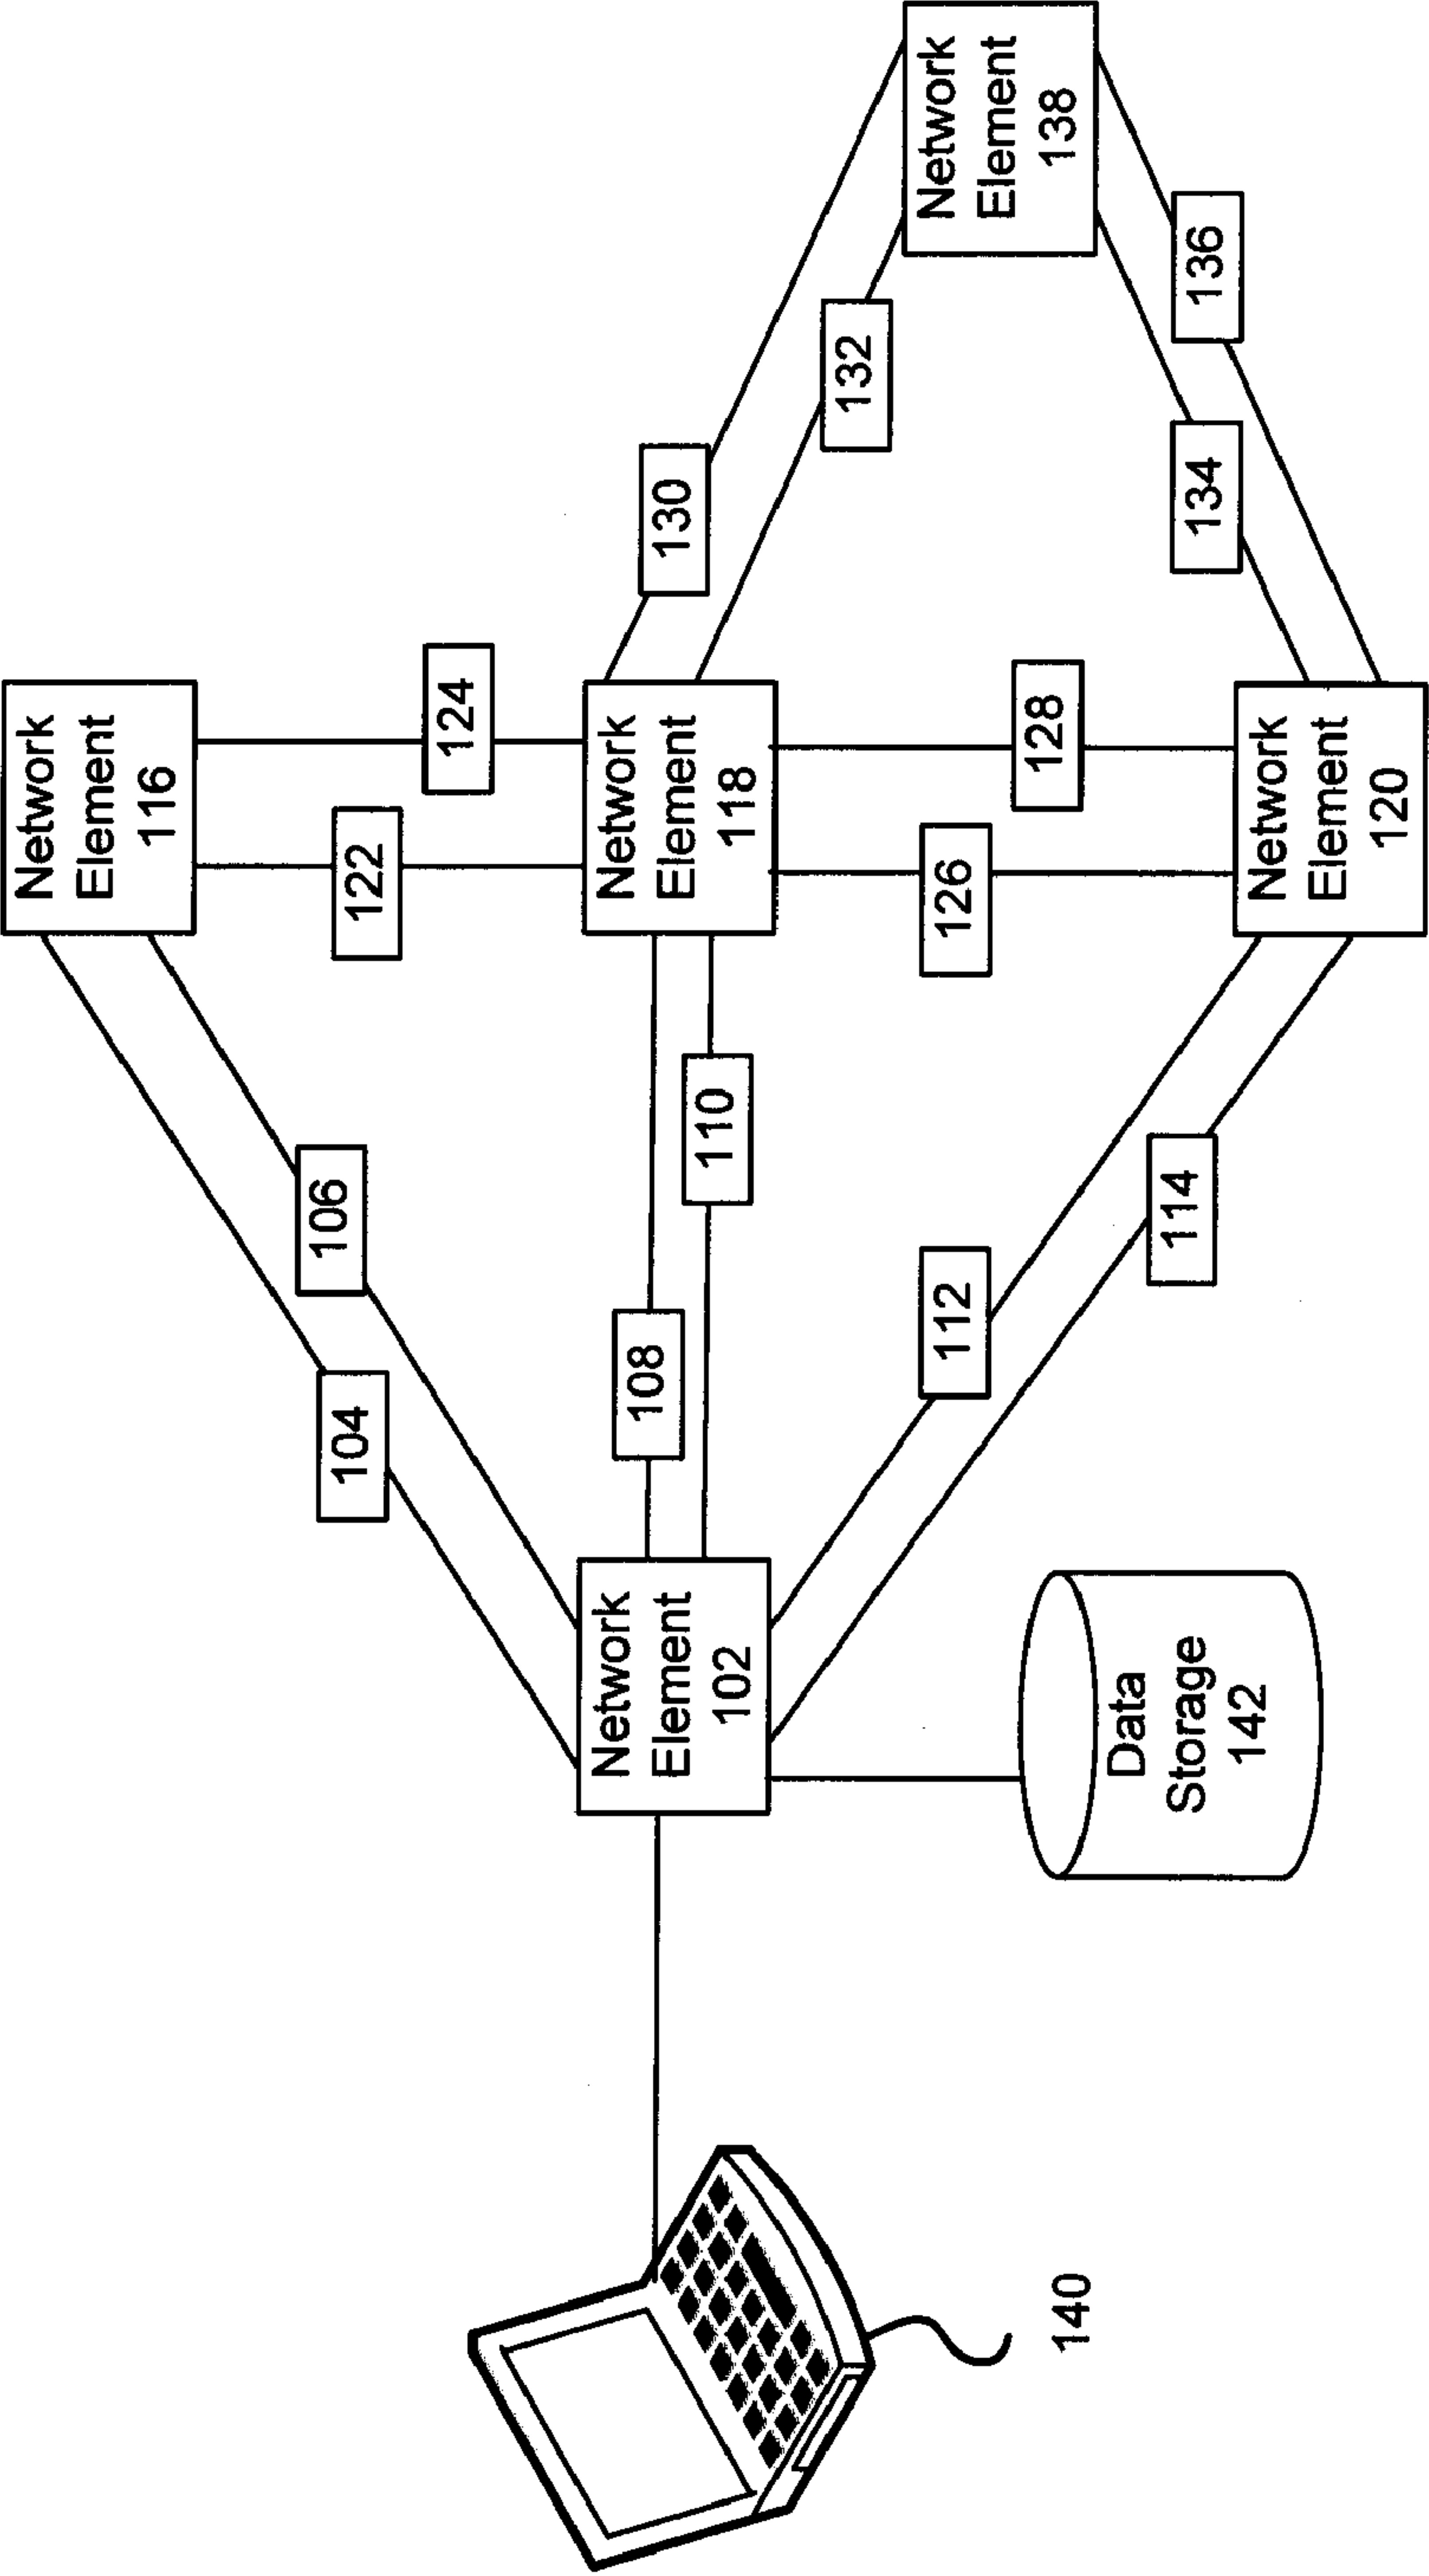 140
Data
Storage
142
Network
Element
102
104
106
108
110
112
114
Network
Element
116
Network
Element
118
Network
Element
120
122
124
126
128
130
132
134
136
Network
Element
138